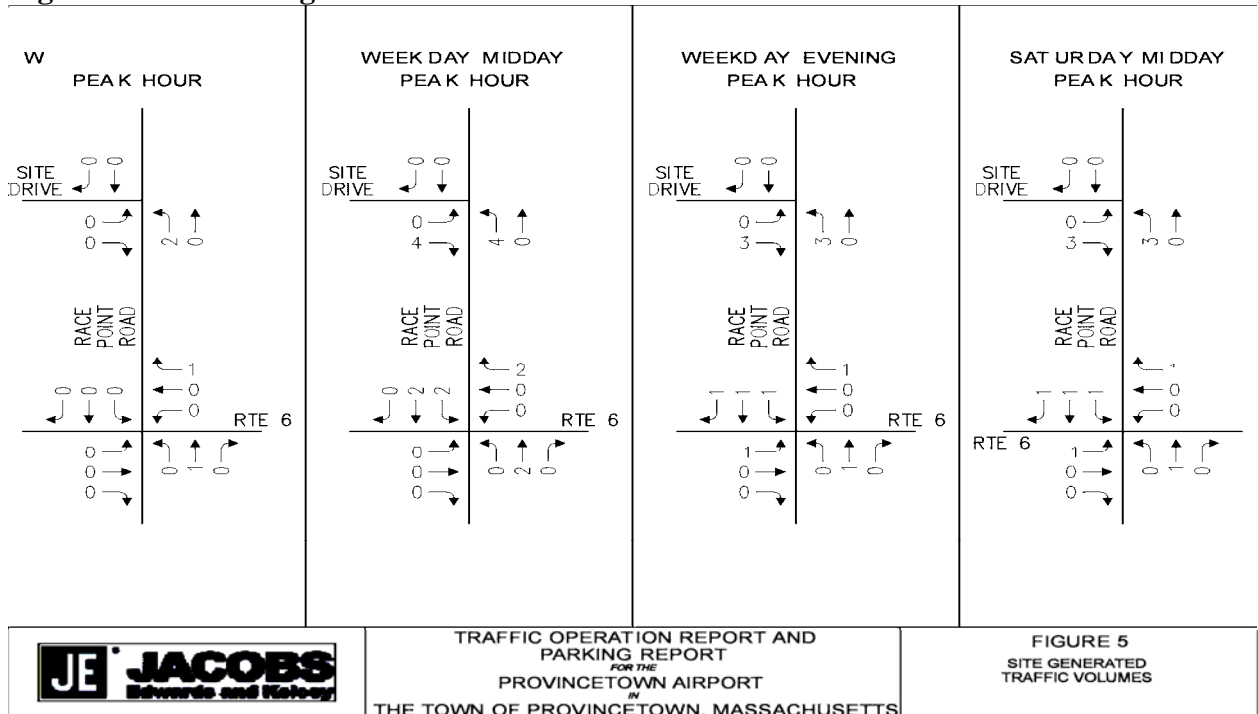 W
PEAK HOUR
SITE
DRIVE
0 0
0
0
2 0
RACE
POINT
ROAD
1
0
0
0 0 0
RTE 6
0
0
0
0 1 0
WEEKDAY MIDDAY
PEAK HOUR
SITE
DRIVE
0 0
0
4
4 0
RACE
POINT
ROAD
2
0
0
0 2 2
RTE 6
0
0
0
0 2 0
WEEKDAY EVENING
PEAK HOUR
SITE
DRIVE
0 0
0
3
3 0
RACE
POINT
ROAD
1
0
0
1 1 1
RTE 6
1
0
0
0 1 0
SATURDAY MIDDAY
PEAK HOUR
SITE
DRIVE
0 0
0
3
3 0
RACE
POINT
ROAD
0
0
1 1 1
RTE 6
1
0
0
0 1 0
JE JACOBS
Edwards and Kelcey
TRAFFIC OPERATION REPORT AND
PARKING REPORT
FOR THE
PROVINCETOWN AIRPORT
IN
THE TOWN OF PROVINCETOWN, MASSACHUSETTS
FIGURE 5
SITE GENERATED
TRAFFIC VOLUMES